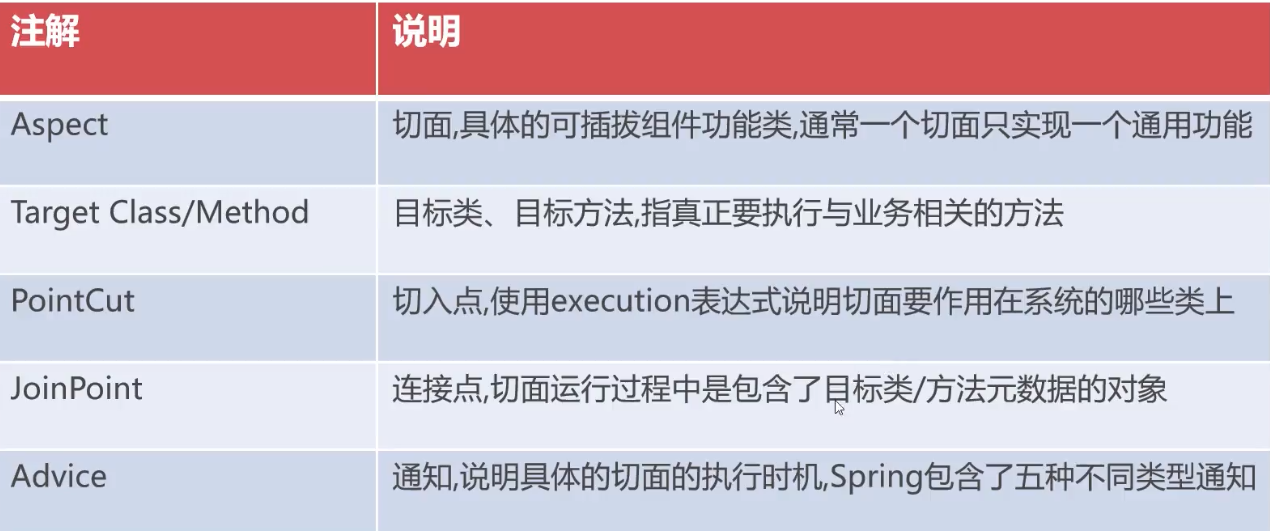 注解 说明
Aspect 切面,具体的可插拔组件功能类,通常一个切面只实现一个通用功能
Target Class/Method 目标类、目标方法,指真正要执行与业务相关的方法
PointCut 切入点,使用execution表达式说明切面要作用在系统的哪些类上
JoinPoint 连接点,切面运行过程中是包含了目标类/方法元数据的对象
Advice 通知,说明具体的切面的执行时机,Spring包含了五种不同类型通知